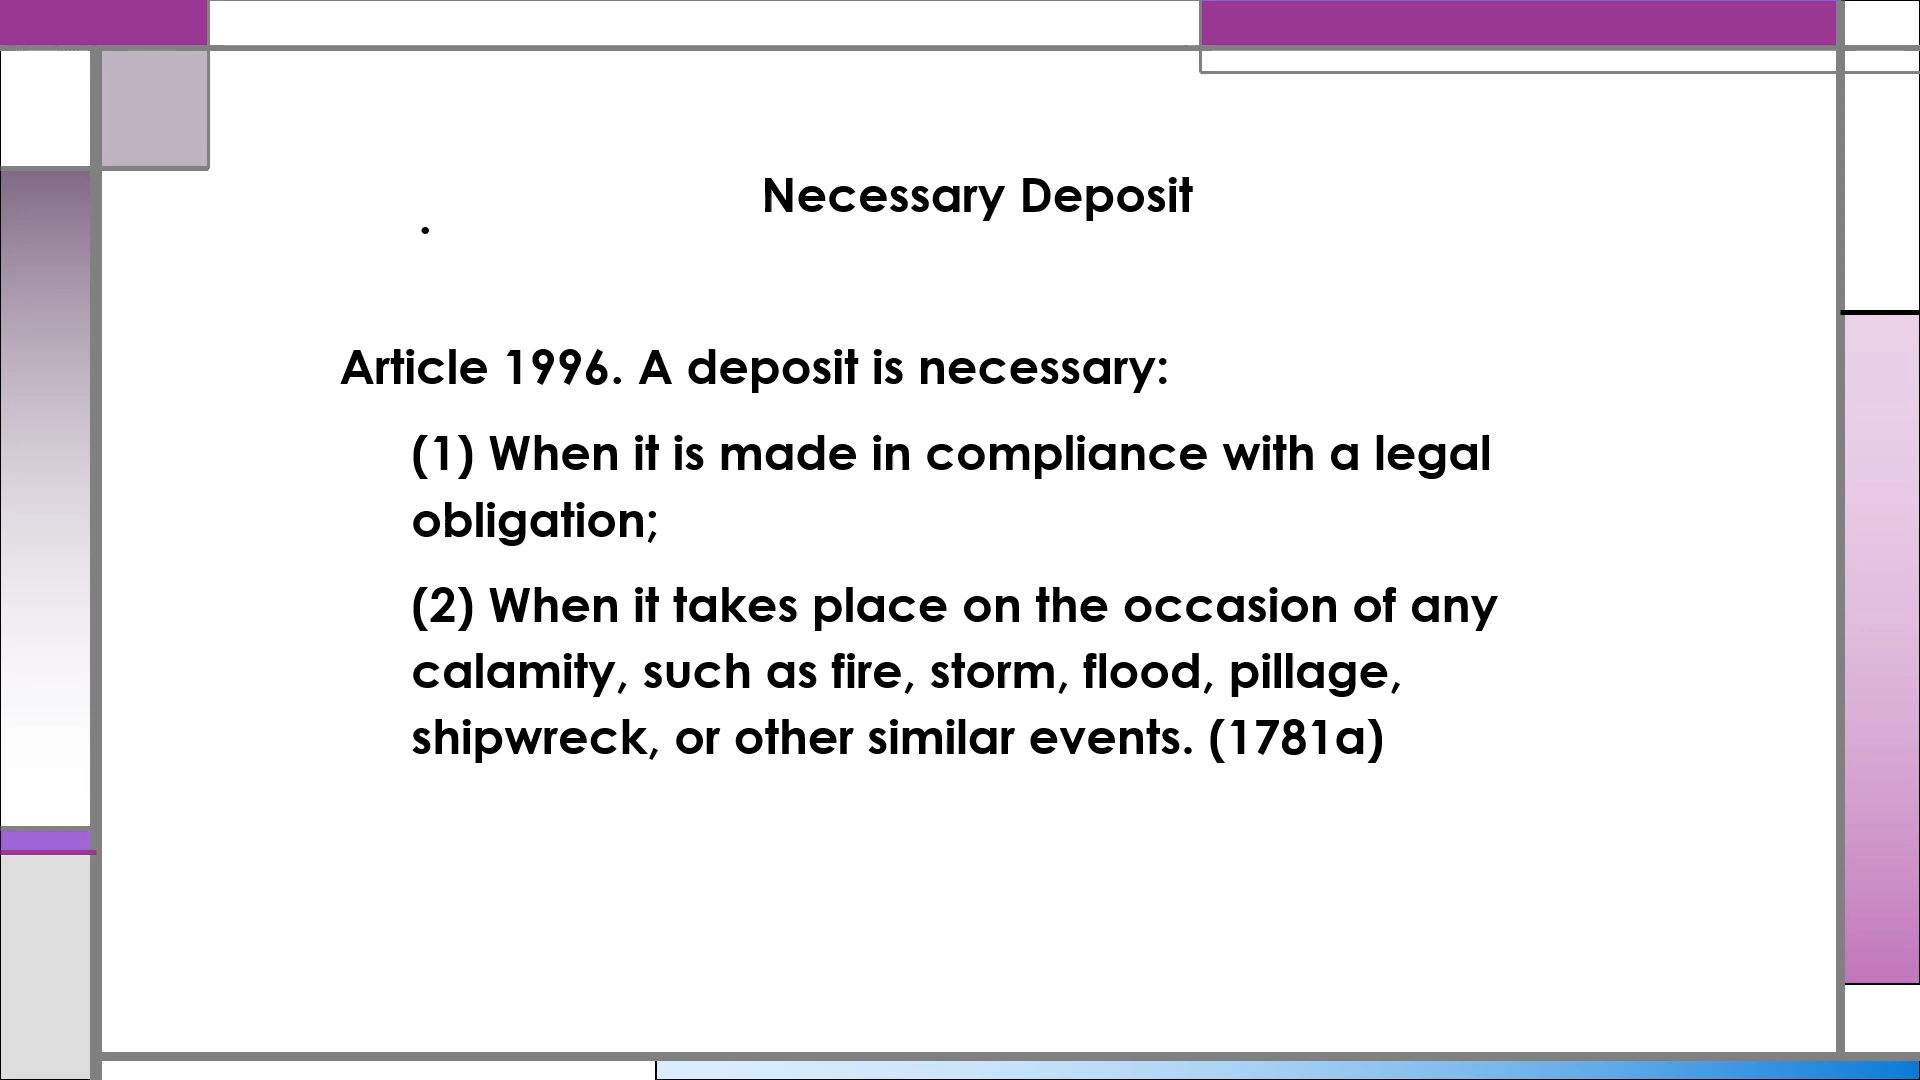 Necessary Deposit
.
Article 1996. A deposit is necessary:
(1) When it is made in compliance with a legal
obligation;
(2) When it takes place on the occasion of any
calamity, such as fire, storm, flood, pillage,
shipwreck, or other similar events. (1781a)